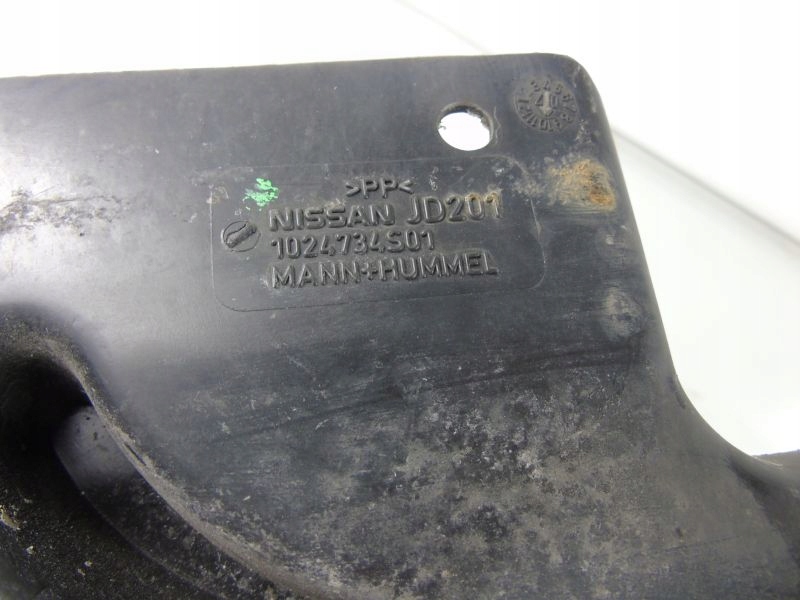 >PP<
NISSAN JD201
1024734S01
MANN+HUMMEL